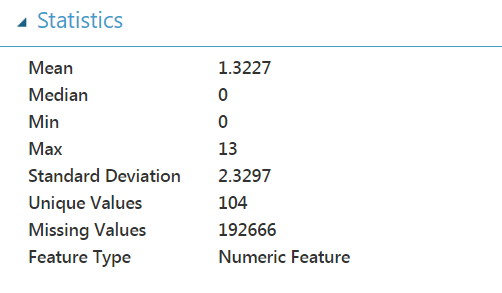 Statistics
Mean 1.3227
Median 0
Min 0
Max 13
Standard Deviation 2.3297
Unique Values 104
Missing Values 192666
Feature Type Numeric Feature